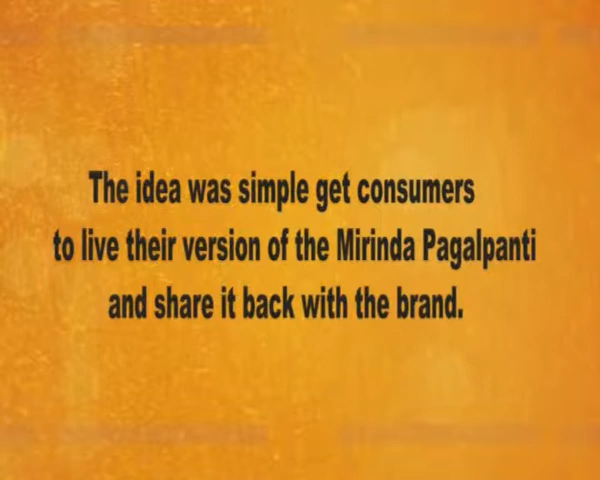 The idea was simple get consumers
to live their version of the Mirinda Pagalpanti
and share it back with the brand.